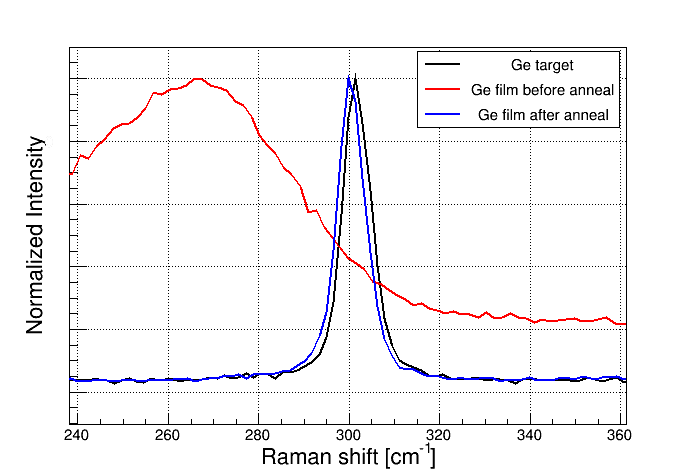 Ge target
Ge film before anneal
Ge film after anneal
Normalized Intensity
240 260 280 300 320 340 360
Raman shift [cm⁻¹]